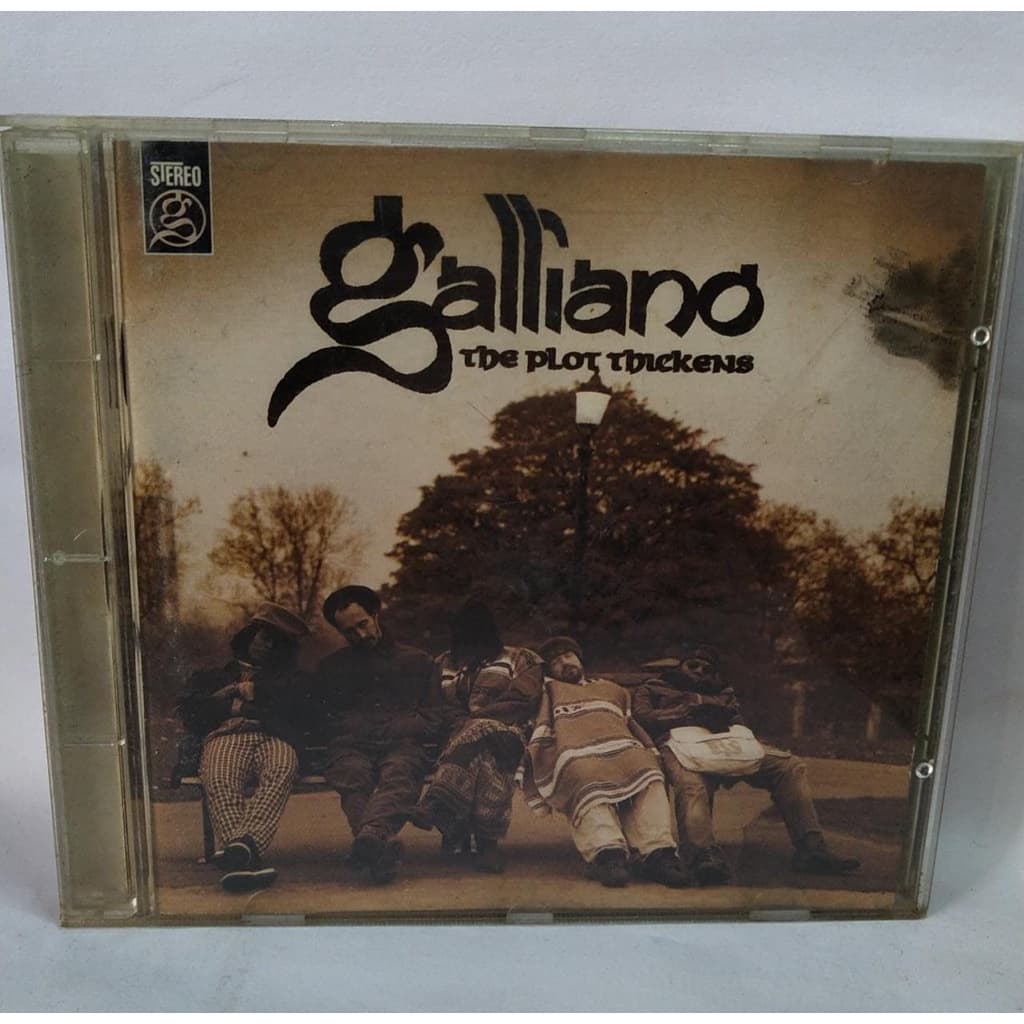 STEREO
g
galliano
the plot thickens